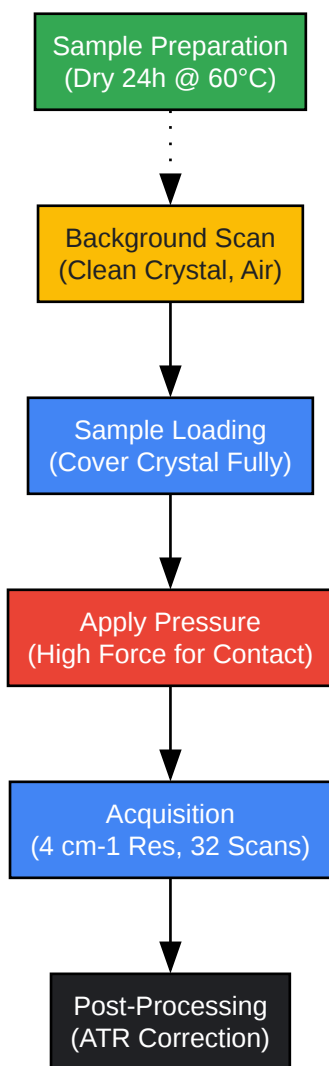 Sample Preparation
(Dry 24h @ 60°C)
Background Scan
(Clean Crystal, Air)
Sample Loading
(Cover Crystal Fully)
Apply Pressure
(High Force for Contact)
Acquisition
(4 cm-1 Res, 32 Scans)
Post-Processing
(ATR Correction)